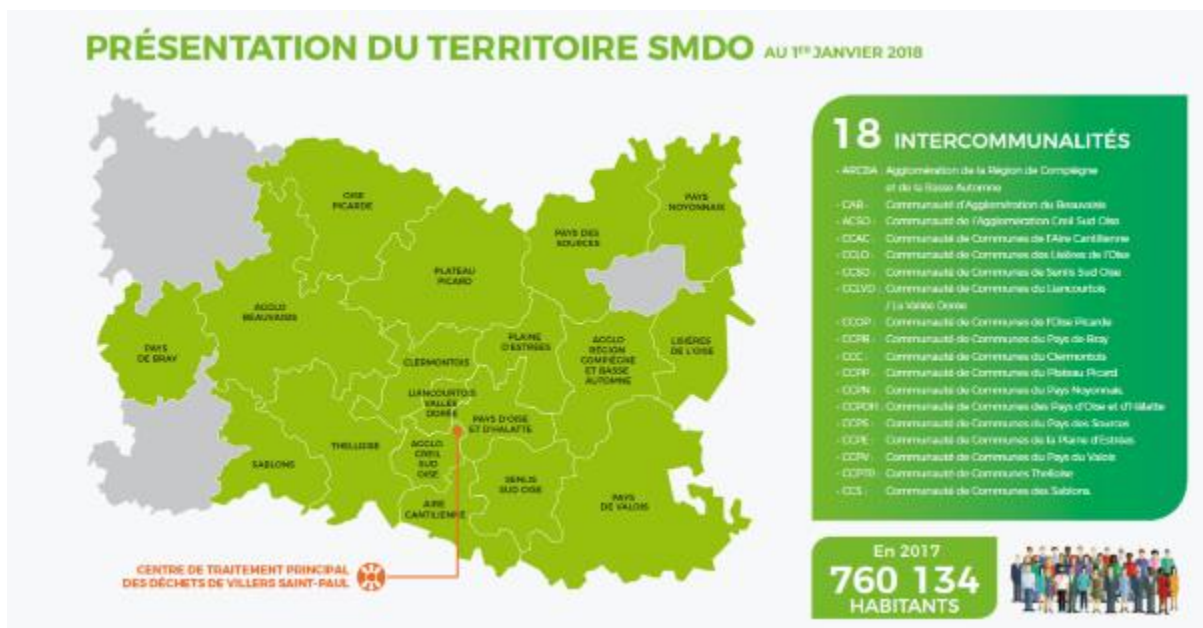 PRÉSENTATION DU TERRITOIRE SMDO AU 1ER JANVIER 2018
OISE
PICARDE
PAYS
NOYONNAIS
PAYS DES
SOURCES
PLATEAU
PICARD
AGGLO
BEAUVAISIS
PAYS
DE BRAY
PLAINE
D'ESTRÉES
AGGLO
RÉGION
COMPIÈGNE
ET BASSE
AUTOMNE
LISIÈRES
DE L'OISE
CLERMONTOIS
LIANCOURTOIS
VALLÉE
DORÉE
PAYS D'OISE
ET D'HALATTE
THELLOISE
AGGLO
CREIL
SUD
OISE
SABLONS
SENLIS
SUD OISE
PAYS
DE VALOIS
AIRE
CANTILIENNE
CENTRE DE TRAITEMENT PRINCIPAL
DES DÉCHETS DE VILLERS SAINT-PAUL
18 INTERCOMMUNALITÉS
- ARCBA : Agglomération de la Région de Compiègne
et de la Basse Automne
- CAB : Communauté d'Agglomération du Beauvaisis
- ACSO : Communauté de l'Agglomération Creil Sud Oise
- CCAC : Communauté de Communes de l'Aire Cantilienne
- CCLO : Communauté de Communes des Lisières de l'Oise
- CCSO : Communauté de Communes de Senlis Sud Oise
- CCLVD : Communauté de Communes du Liancourtois
/ La Vallée Dorée
- CCOP : Communauté de Communes de l'Oise Picarde
- CCPB : Communauté de Communes du Pays de Bray
- CCC : Communauté de Communes du Clermontois
- CCPP : Communauté de Communes du Plateau Picard
- CCPN : Communauté de Communes du Pays Noyonnais
- CCPOH : Communauté de Communes des Pays d'Oise et d'Halatte
- CCPS : Communauté de Communes du Pays des Sources
- CCPE : Communauté de Communes de la Plaine d'Estrées
- CCPV : Communauté de Communes du Pays du Valois
Communauté de Communes Thelloise
- CCS : Communauté de Communes des Sablons
En 2017
760 134
HABITANTS